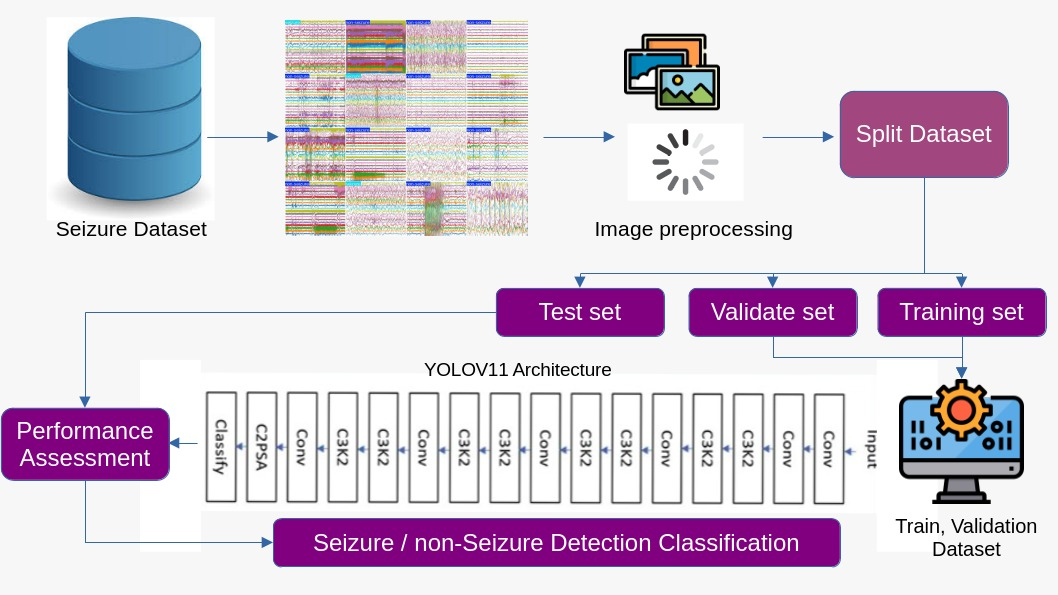 Split Dataset
Seizure Dataset
Image preprocessing
Test set
Validate set
Training set
YOLOV11 Architecture
Performance
Assessment
Classify
C2PSA
Conv
C3K2
C3K2
Conv
C3K2
C3K2
Conv
C3K2
C3K2
Conv
C3K2
C3K2
Conv
Conv
Input
Train, Validation
Dataset
Seizure / non-Seizure Detection Classification